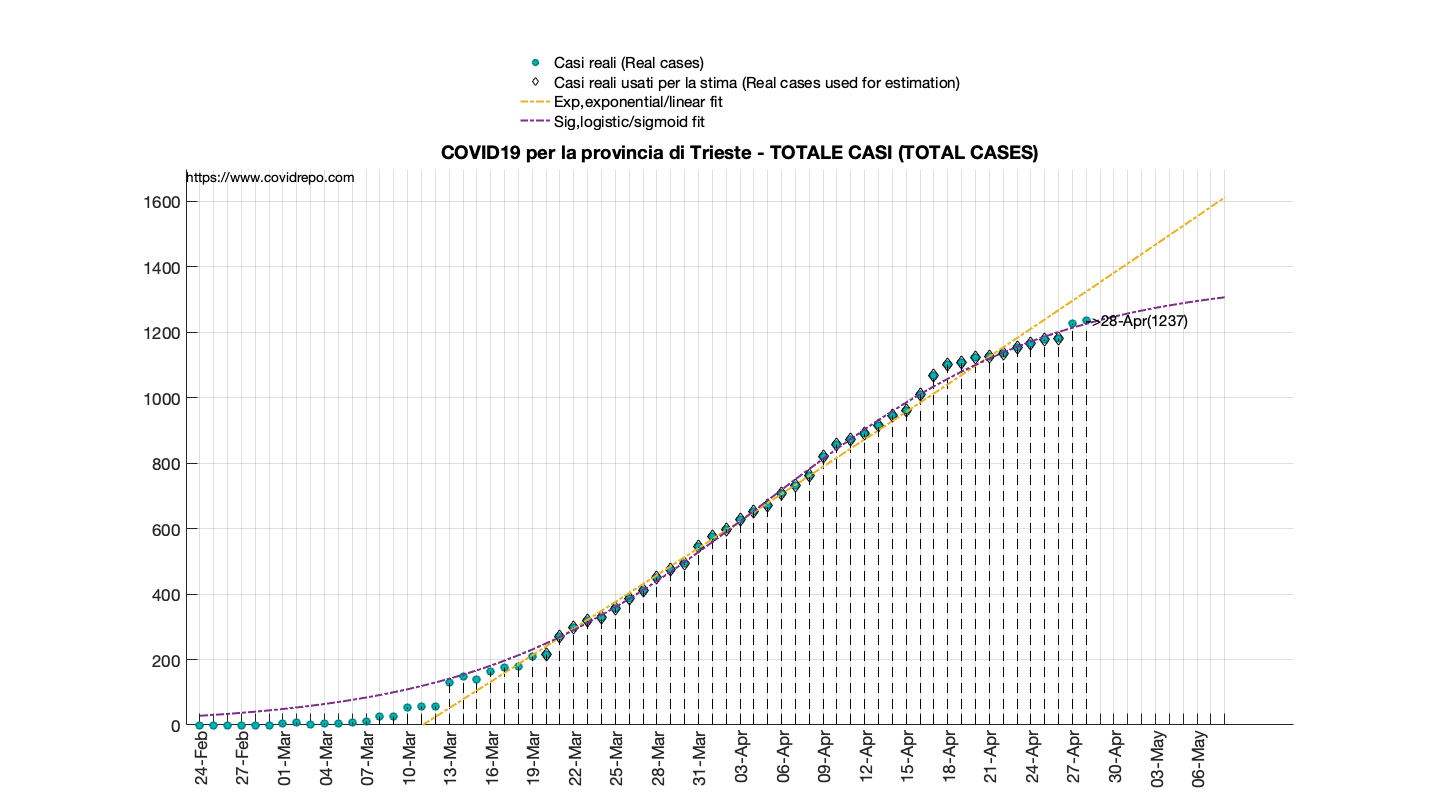 Casi reali (Real cases)
Casi reali usati per la stima (Real cases used for estimation)
Exp,exponential/linear fit
Sig,logistic/sigmoid fit
COVID19 per la provincia di Trieste - TOTALE CASI (TOTAL CASES)
https://www.covidrepo.com
1600
1400
1200
1000
800
600
400
200
0
->28-Apr(1237)
24-Feb
27-Feb
01-Mar
04-Mar
07-Mar
10-Mar
13-Mar
16-Mar
19-Mar
22-Mar
25-Mar
28-Mar
31-Mar
03-Apr
06-Apr
09-Apr
12-Apr
15-Apr
18-Apr
21-Apr
24-Apr
27-Apr
30-Apr
03-May
06-May